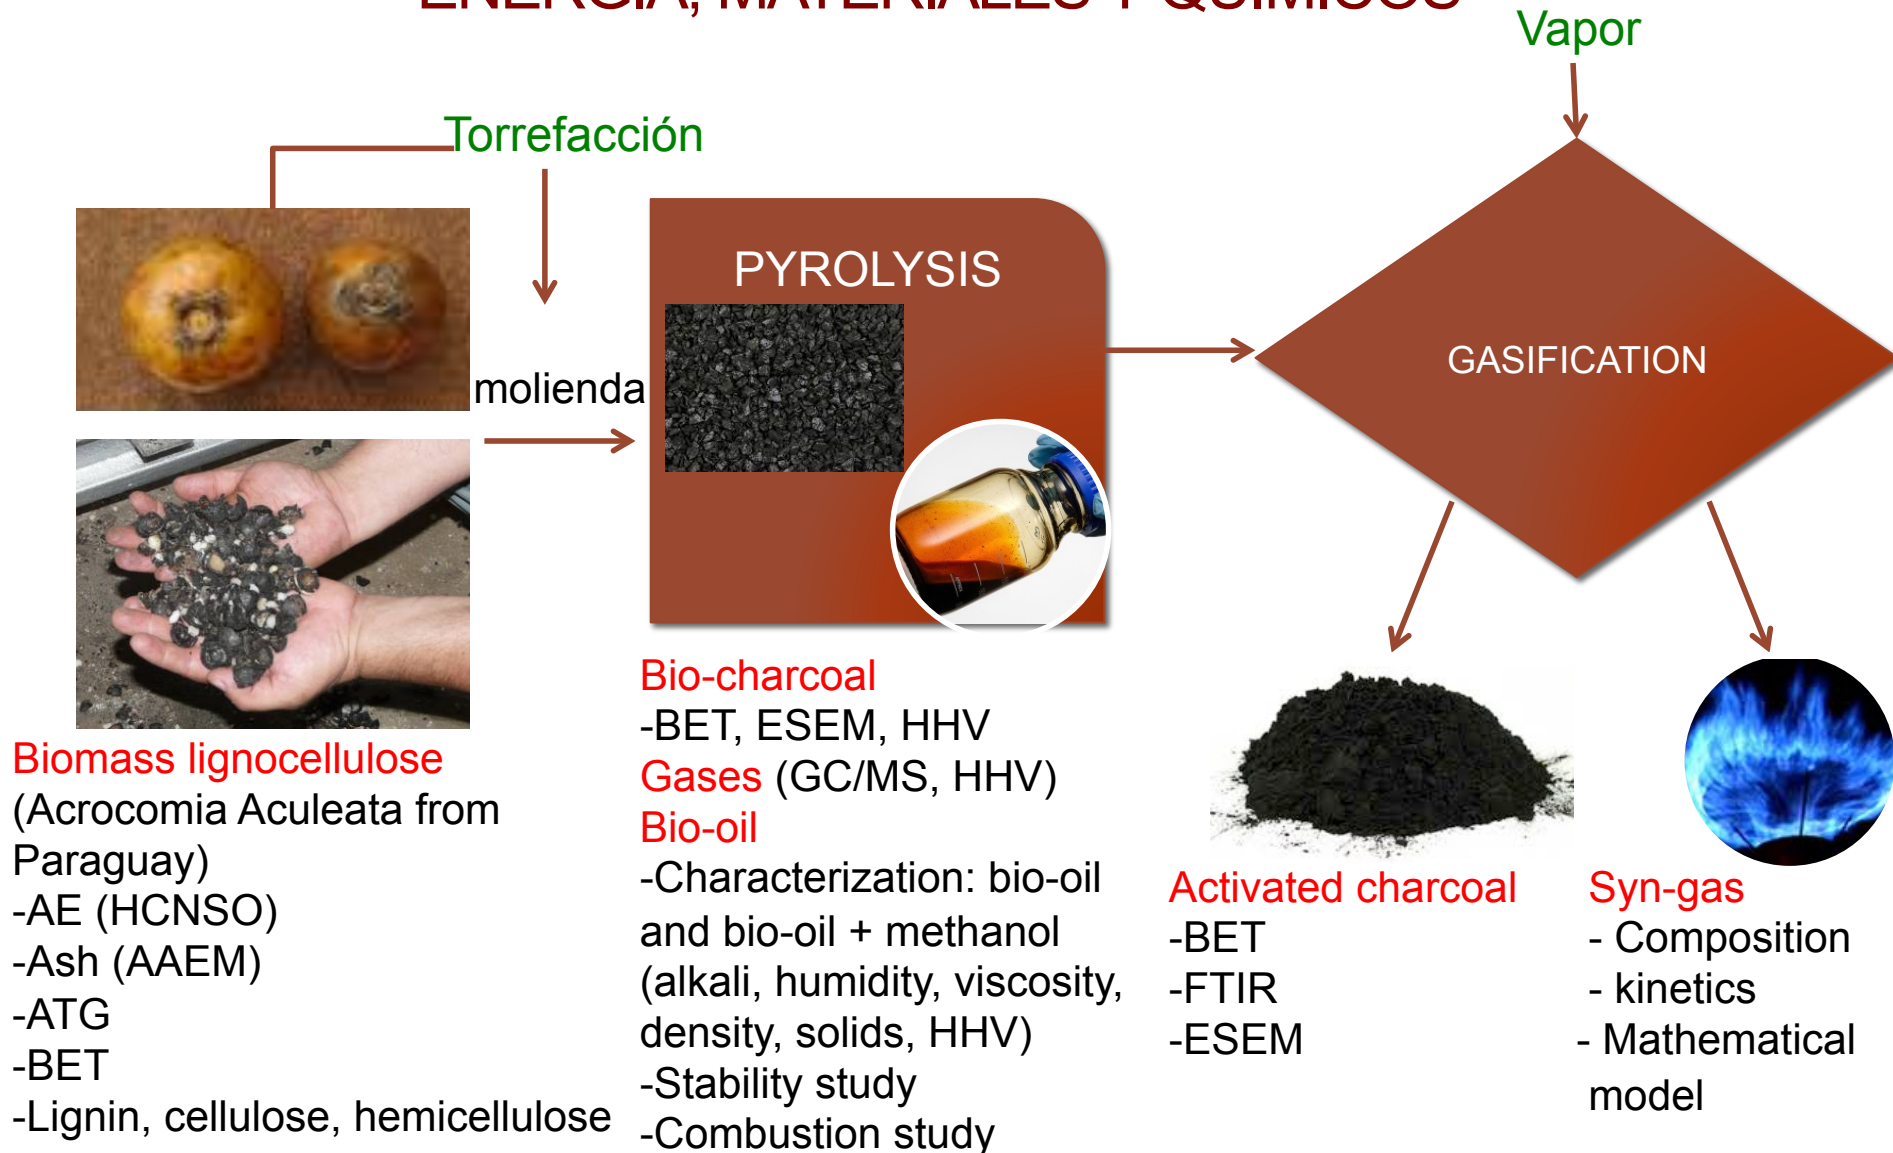 ENERGÍA, MATERIALES Y QUÍMICOS
Vapor
Torrefacción
PYROLYSIS
GASIFICATION
molienda
Biomass lignocellulose
(Acrocomia Aculeata from
Paraguay)
-AE (HCNSO)
-Ash (AAEM)
-ATG
-BET
-Lignin, cellulose, hemicellulose
Bio-charcoal
-BET, ESEM, HHV
Gases (GC/MS, HHV)
Bio-oil
-Characterization: bio-oil
and bio-oil + methanol
(alkali, humidity, viscosity,
density, solids, HHV)
-Stability study
-Combustion study
Activated charcoal
-BET
-FTIR
-ESEM
Syn-gas
- Composition
- kinetics
- Mathematical
model